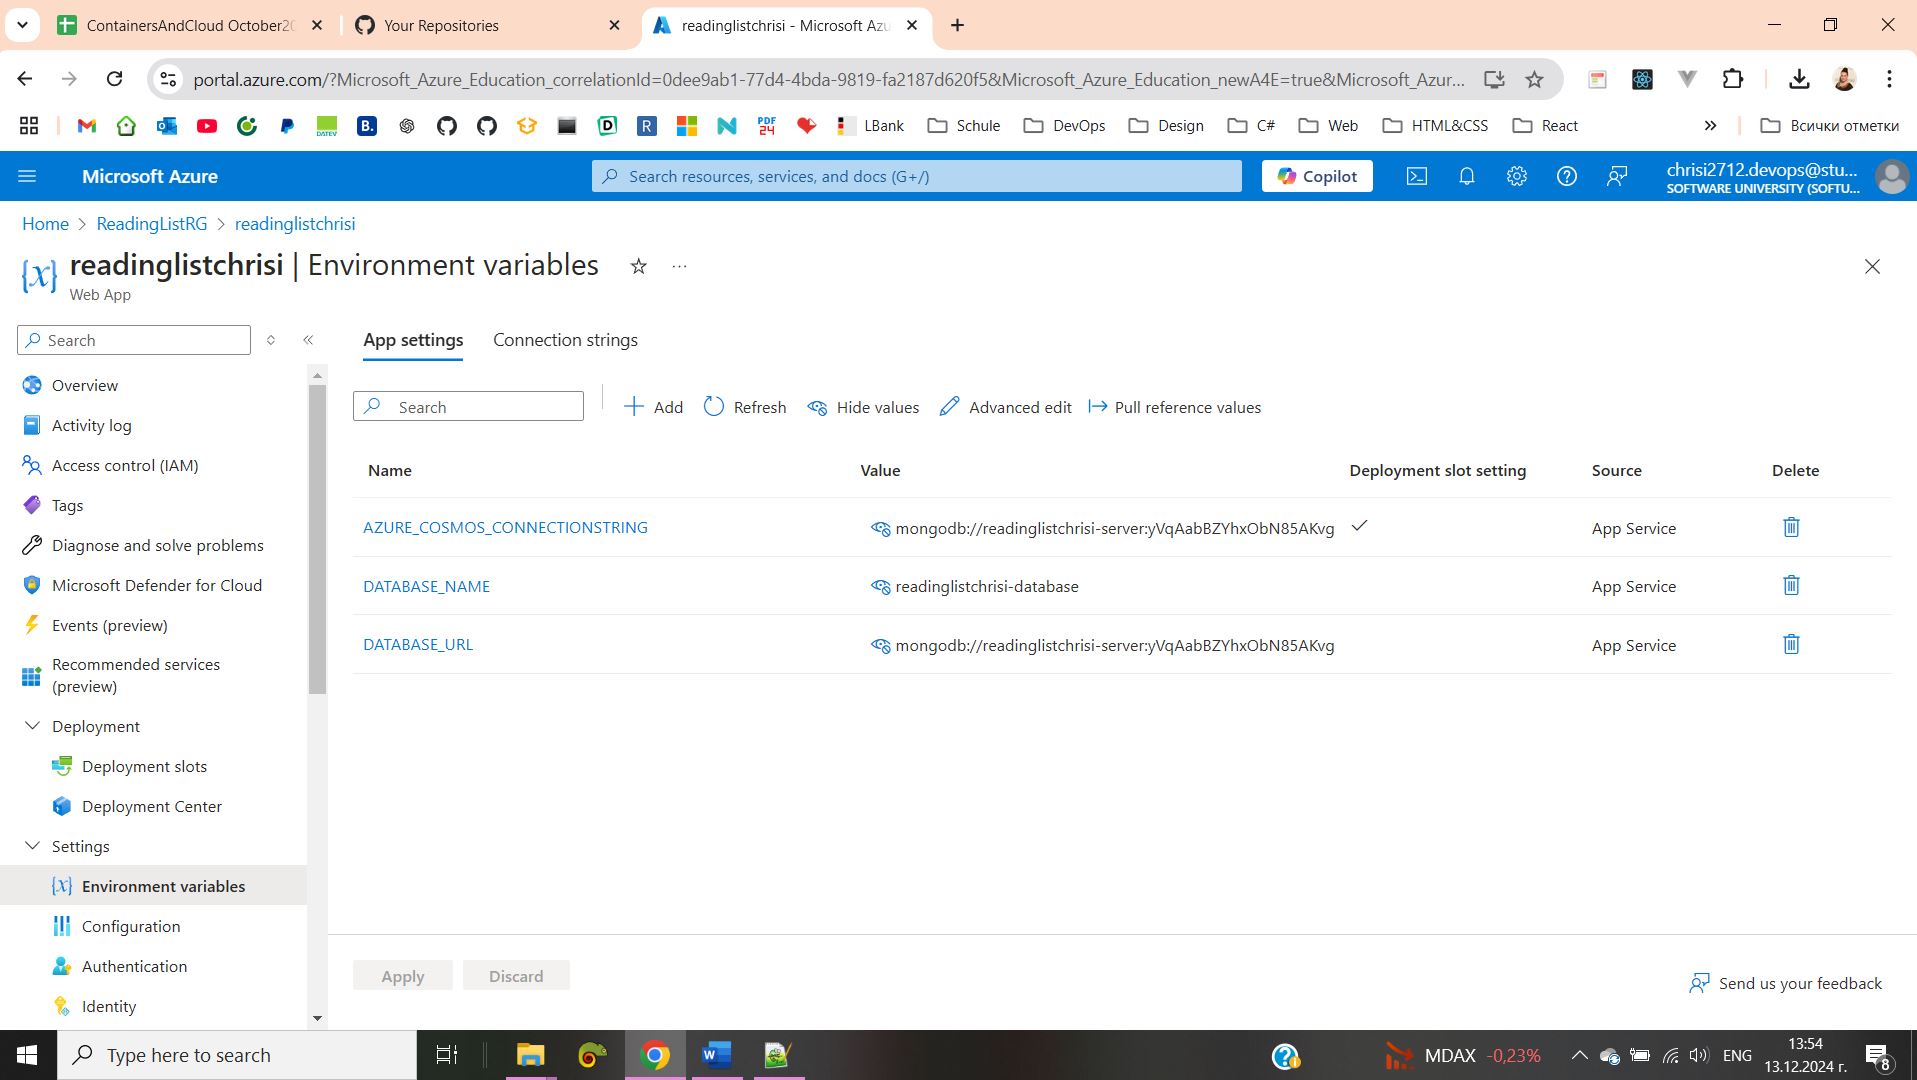 ContainersAndCloud October20
Your Repositories
readinglistchrisi - Microsoft Azu
portal.azure.com/?Microsoft_Azure_Education_correlationId=0dee9ab1-77d4-4bda-9819-fa2187d620f5&Microsoft_Azure_Education_newA4E=true&Microsoft_Azur...
DATEV
B.
PDF 24
LBank
Schule
DevOps
Design
C#
Web
HTML&CSS
React
Всички отметки
Microsoft Azure
Search resources, services, and docs (G+/)
Copilot
chrisi2712.devops@stu...
SOFTWARE UNIVERSITY (SOFTU...
Home > ReadingListRG > readinglistchrisi
readinglistchrisi | Environment variables
Web App
Search
App settings
Connection strings
Search
Add
Refresh
Hide values
Advanced edit
Pull reference values
Name Value Deployment slot setting Source Delete
AZURE_COSMOS_CONNECTIONSTRING mongodb://readinglistchrisi-server:yVqAabBZYhxObN85AKvg App Service
DATABASE_NAME readinglistchrisi-database App Service
DATABASE_URL mongodb://readinglistchrisi-server:yVqAabBZYhxObN85AKvg App Service
Overview
Activity log
Access control (IAM)
Tags
Diagnose and solve problems
Microsoft Defender for Cloud
Events (preview)
Recommended services
(preview)
Deployment
Deployment slots
Deployment Center
Settings
Environment variables
Configuration
Authentication
Identity
Apply
Discard
Send us your feedback
Type here to search
MDAX -0,23%
ENG
13:54
13.12.2024 г.
8